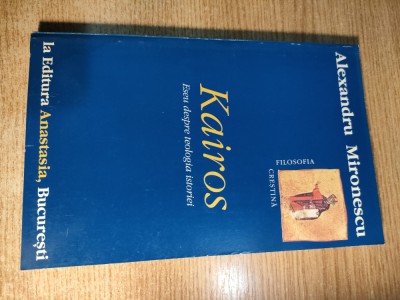 Alexandru Mironescu
FILOSOFIA
CREȘTINĂ
Kairos
Eseu despre teologia istoriei
la Editura Anastasia, București